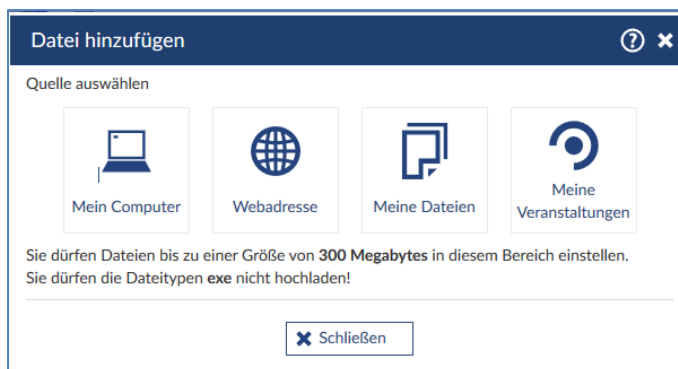 Datei hinzufügen
Quelle auswählen
Mein Computer
Webadresse
Meine Dateien
Meine
Veranstaltungen
Sie dürfen Dateien bis zu einer Größe von 300 Megabytes in diesem Bereich einstellen.
Sie dürfen die Dateitypen exe nicht hochladen!
Schließen